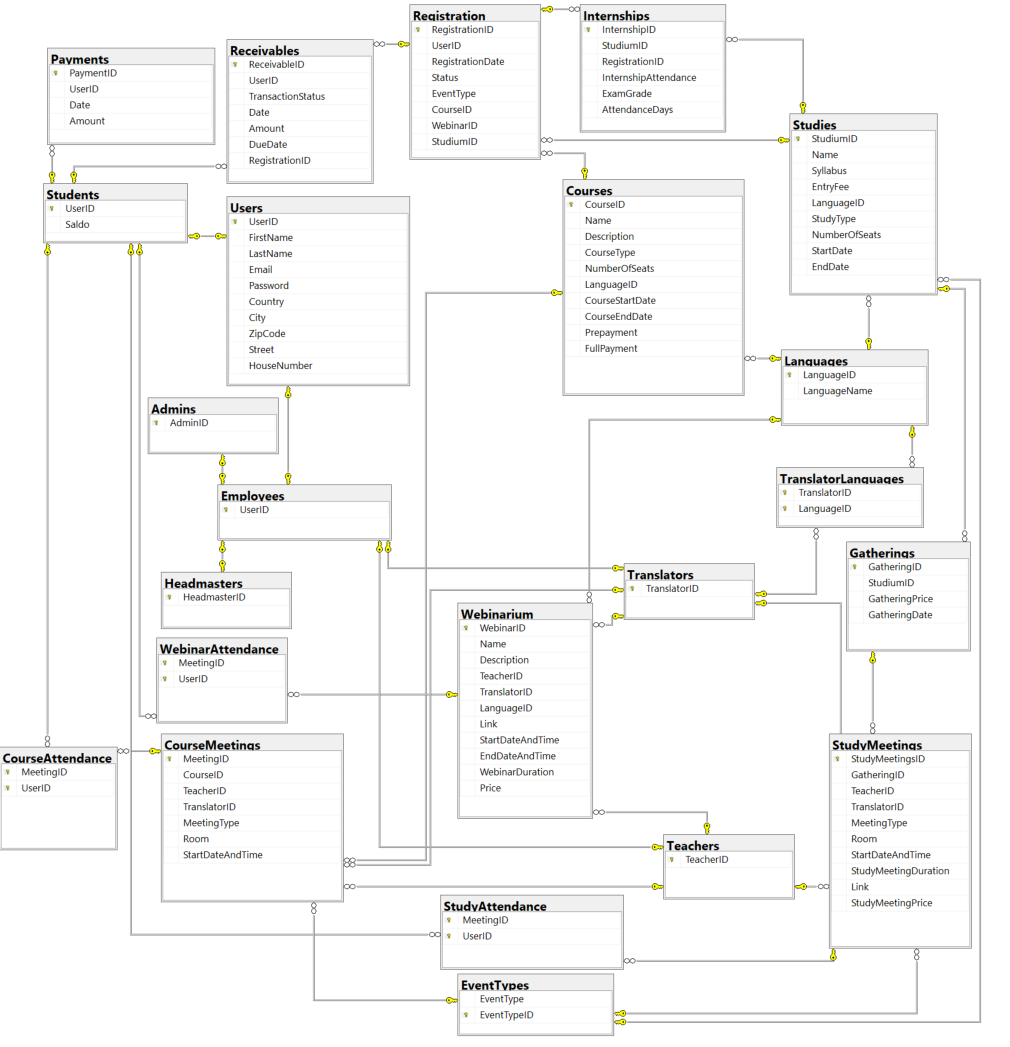 Registration
RegistrationID
UserID
RegistrationDate
Status
EventType
CourseID
WebinarID
StudiumID
Internships
InternshipID
StudiumID
RegistrationID
InternshipAttendance
ExamGrade
AttendanceDays
Receivables
ReceivableID
UserID
TransactionStatus
Date
Amount
DueDate
RegistrationID
Payments
PaymentID
UserID
Date
Amount
Studies
StudiumID
Name
Syllabus
EntryFee
LanguageID
StudyType
NumberOfSeats
StartDate
EndDate
Students
UserID
Saldo
Users
UserID
FirstName
LastName
Email
Password
Country
City
ZipCode
Street
HouseNumber
Courses
CourseID
Name
Description
CourseType
NumberOfSeats
LanguageID
CourseStartDate
CourseEndDate
Prepayment
FullPayment
Languages
LanguageID
LanguageName
Admins
AdminID
Employees
UserID
TranslatorLanguages
TranslatorID
LanguageID
Headmasters
HeadmasterID
Translators
TranslatorID
Gatherings
GatheringID
StudiumID
GatheringPrice
GatheringDate
Webinarium
WebinarID
Name
Description
TeacherID
TranslatorID
LanguageID
Link
StartDateAndTime
EndDateAndTime
WebinarDuration
Price
WebinarAttendance
MeetingID
UserID
CourseAttendance
MeetingID
UserID
CourseMeetings
MeetingID
CourseID
TeacherID
TranslatorID
MeetingType
Room
StartDateAndTime
StudyMeetings
StudyMeetingsID
GatheringID
TeacherID
TranslatorID
MeetingType
Room
StartDateAndTime
StudyMeetingDuration
Link
StudyMeetingPrice
Teachers
TeacherID
StudyAttendance
MeetingID
UserID
EventTypes
EventType
EventTypeID